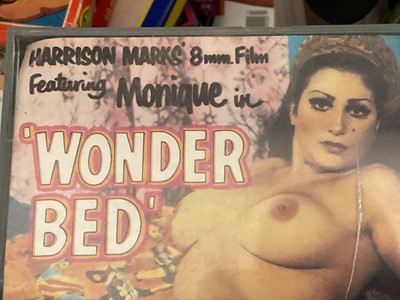 HARRISON MARKS' 8mm. Film
Featuring Monique in
'WONDER
BED'